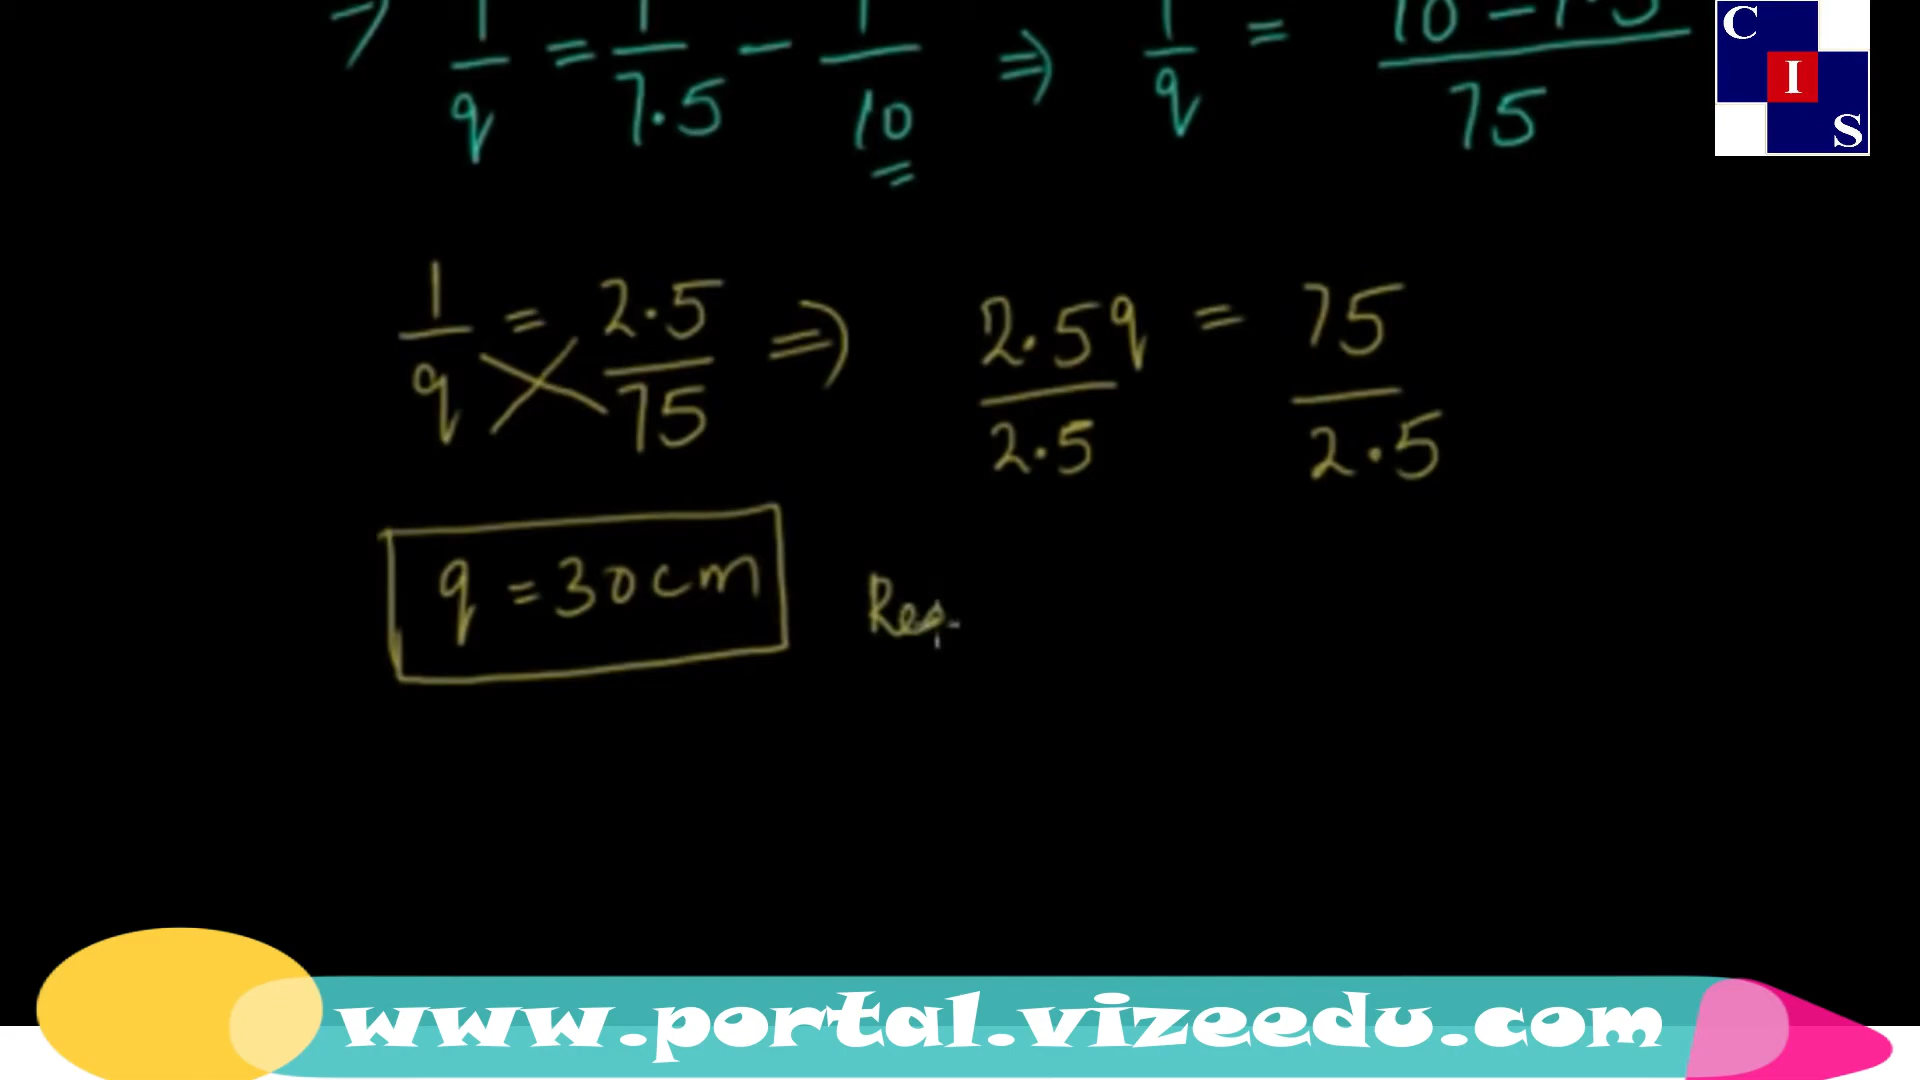 ⇒ 1/q = 1/7.5 − 1/10 ⇒ 1/q = 10 − 7.5/75
C
I
S
1/q = 2.5/75 ⇒ 2.5q/2.5 = 75/2.5
q = 30cm
www.portal.vizeedu.com